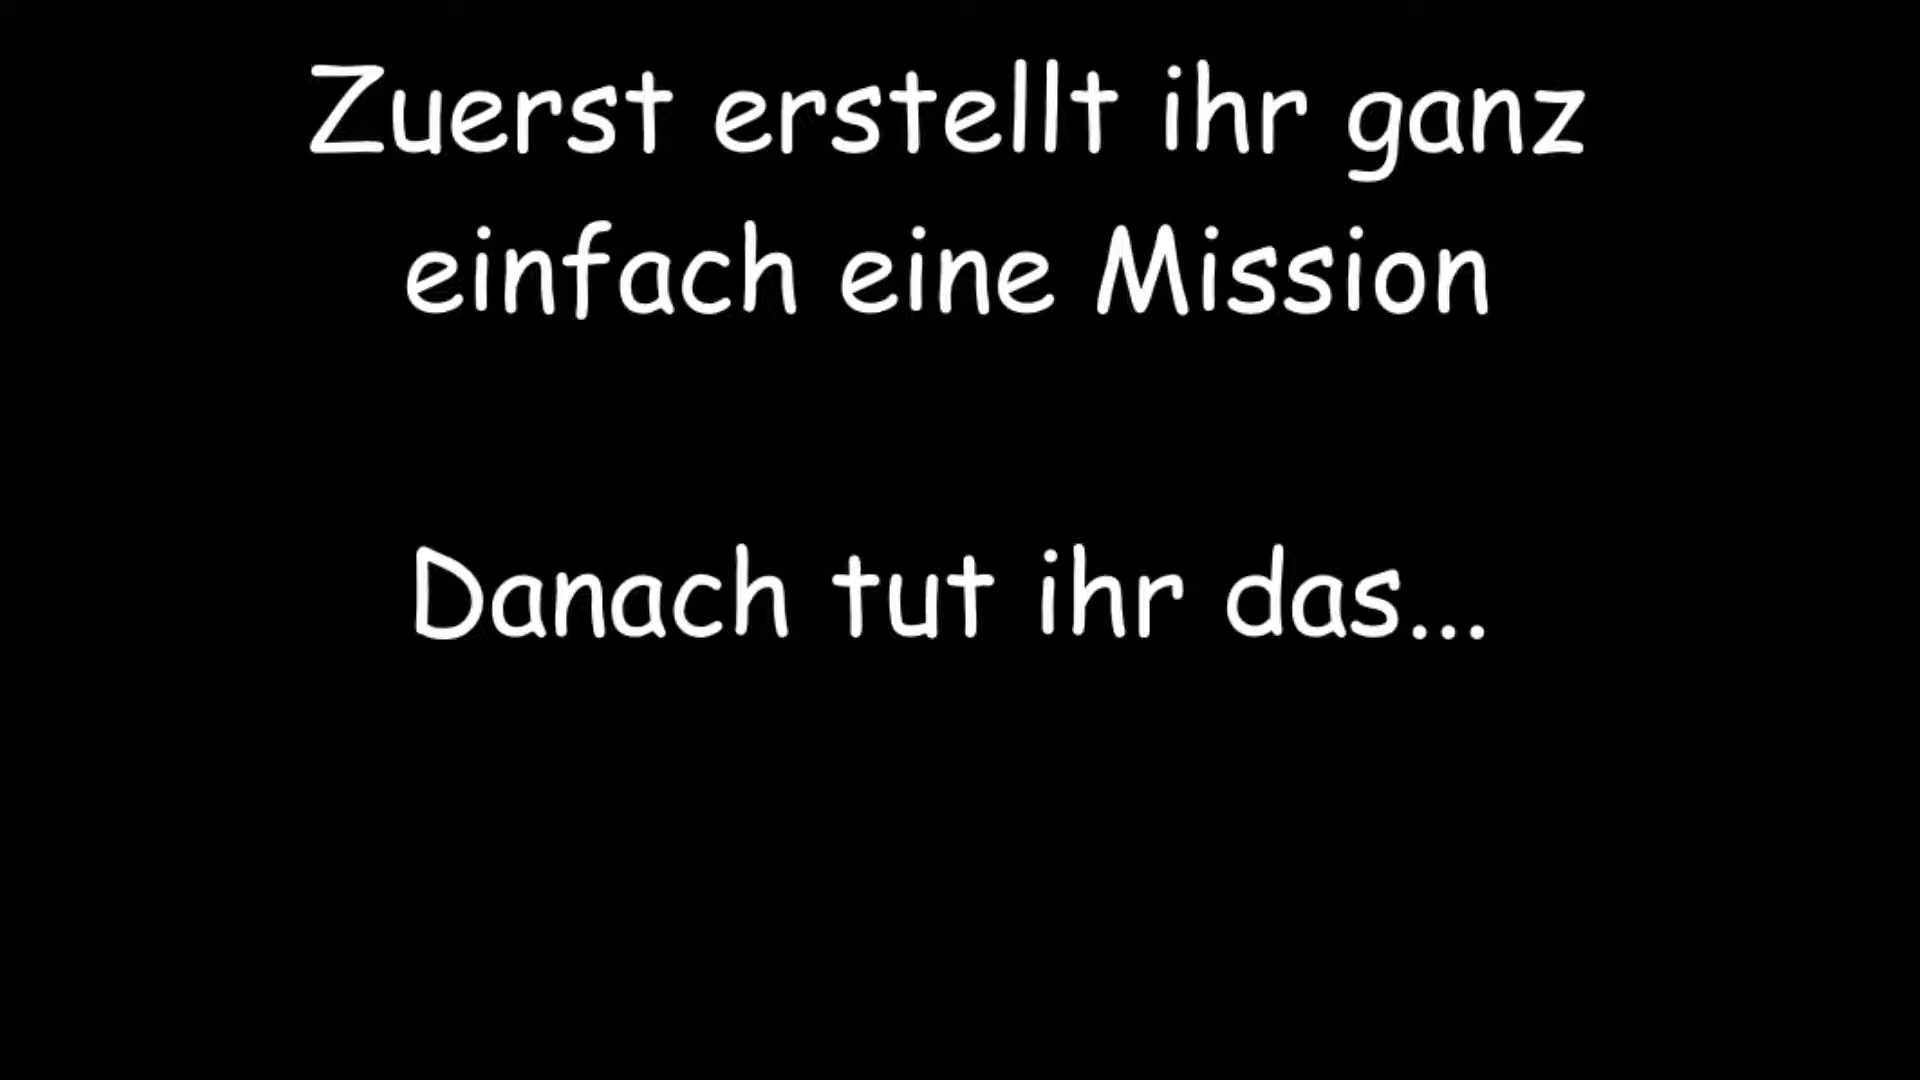 Zuerst erstellt ihr ganz
einfach eine Mission
Danach tut ihr das...